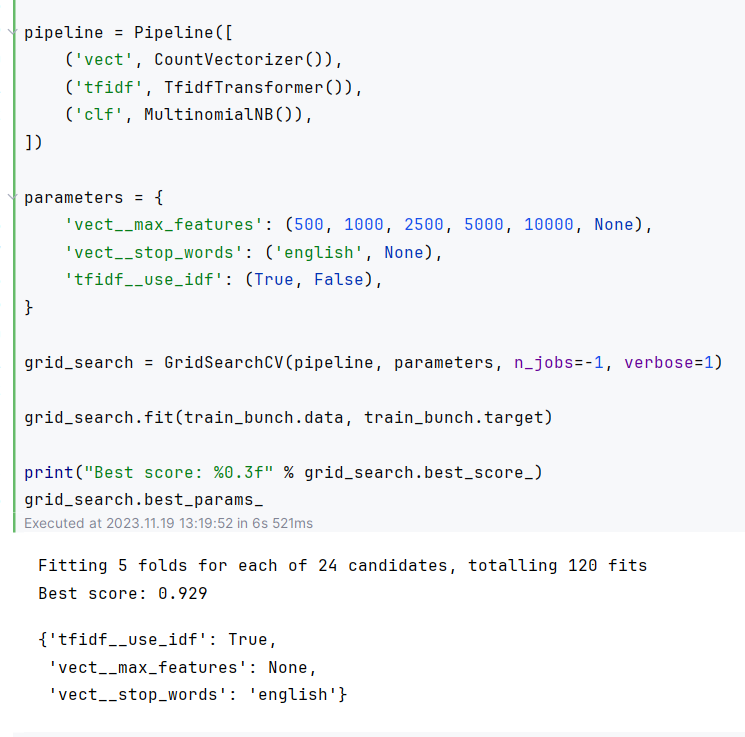 pipeline = Pipeline([
    ('vect', CountVectorizer()),
    ('tfidf', TfidfTransformer()),
    ('clf', MultinomialNB()),
])
parameters = {
    'vect__max_features': (500, 1000, 2500, 5000, 10000, None),
    'vect__stop_words': ('english', None),
    'tfidf__use_idf': (True, False),
}
grid_search = GridSearchCV(pipeline, parameters, n_jobs=-1, verbose=1)
grid_search.fit(train_bunch.data, train_bunch.target)
print("Best score: %0.3f" % grid_search.best_score_)
grid_search.best_params_
Executed at 2023.11.19 13:19:52 in 6s 521ms
Fitting 5 folds for each of 24 candidates, totalling 120 fits
Best score: 0.929
{'tfidf__use_idf': True,
 'vect__max_features': None,
 'vect__stop_words': 'english'}